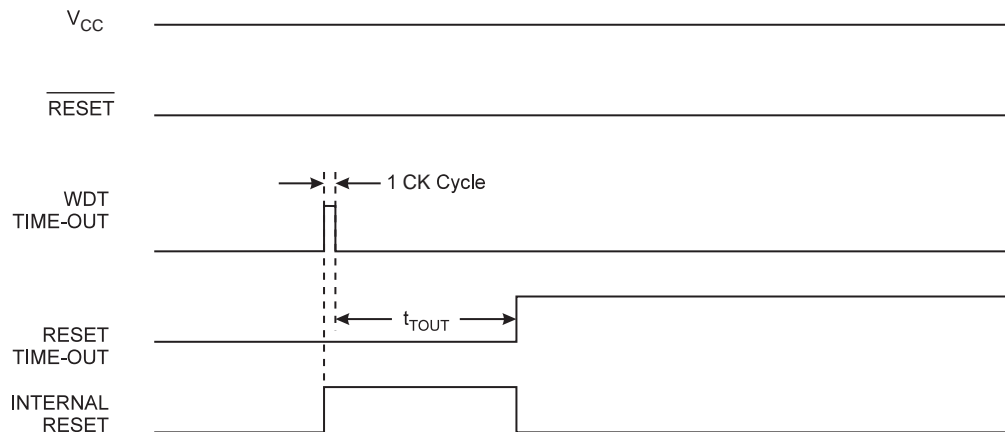 VCC
RESET
1 CK Cycle
WDT
TIME-OUT
tTOUT
RESET
TIME-OUT
INTERNAL
RESET